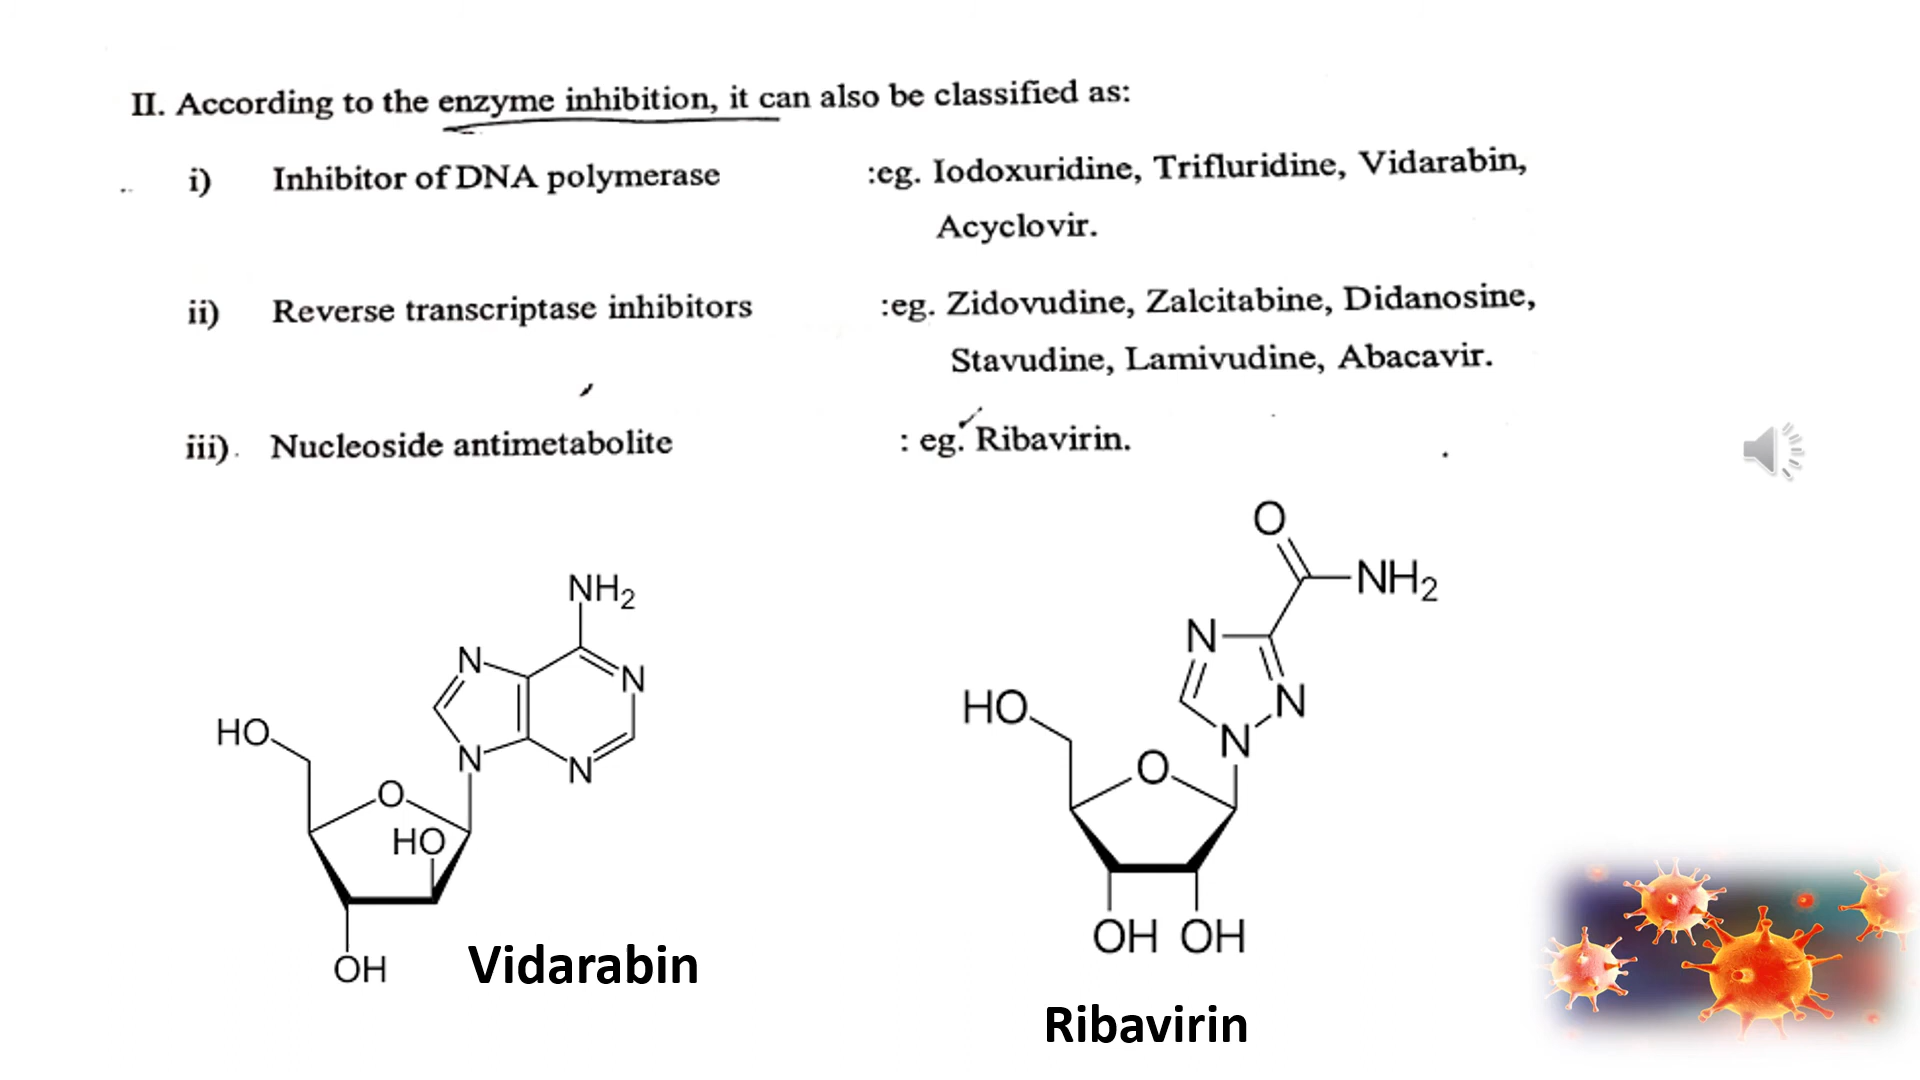 II. According to the enzyme inhibition, it can also be classified as:
i) Inhibitor of DNA polymerase :eg. Iodoxuridine, Trifluridine, Vidarabin,
Acyclovir.
ii) Reverse transcriptase inhibitors :eg. Zidovudine, Zalcitabine, Didanosine,
Stavudine, Lamivudine, Abacavir.
iii). Nucleoside antimetabolite : eg. Ribavirin.
NH2
N
N
HO
N
N
O
HO
OH
Vidarabin
O
NH2
N
HO
N
N
O
OH OH
Ribavirin